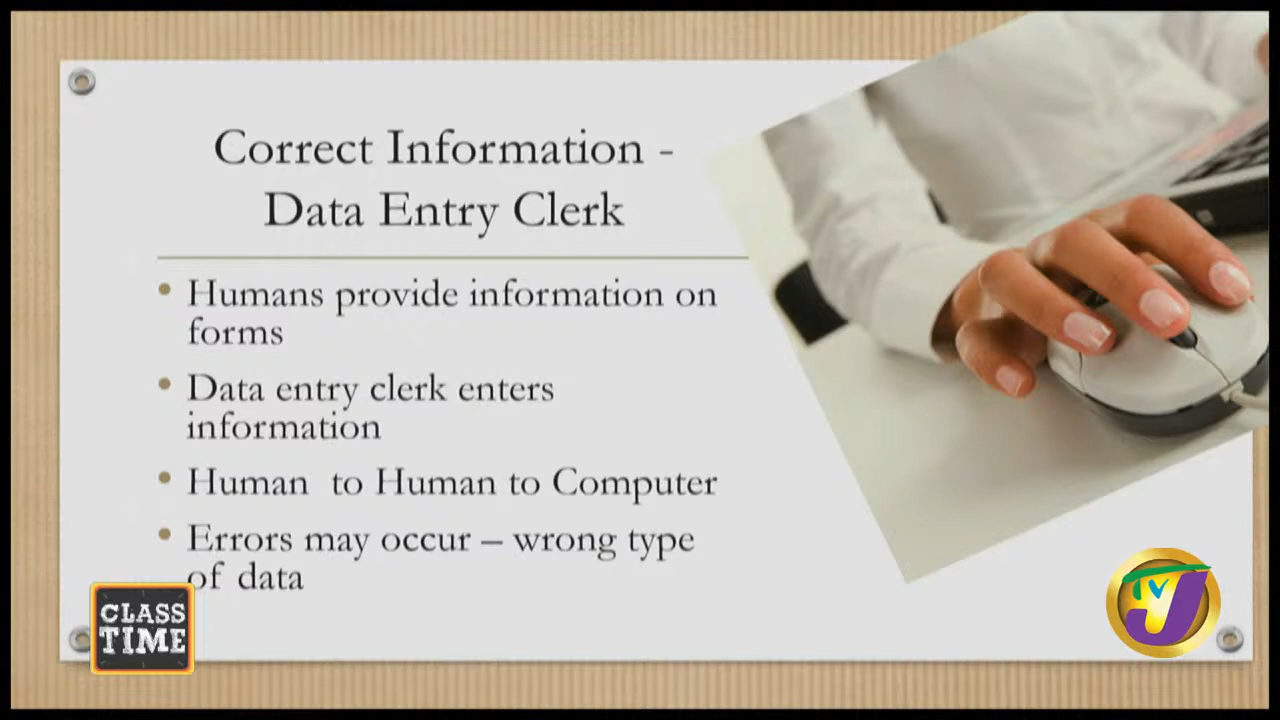 Correct Information -
Data Entry Clerk
• Humans provide information on
forms
• Data entry clerk enters
information
• Human  to Human to Computer
• Errors may occur – wrong type
of data
CLASS
TIME
TVJ